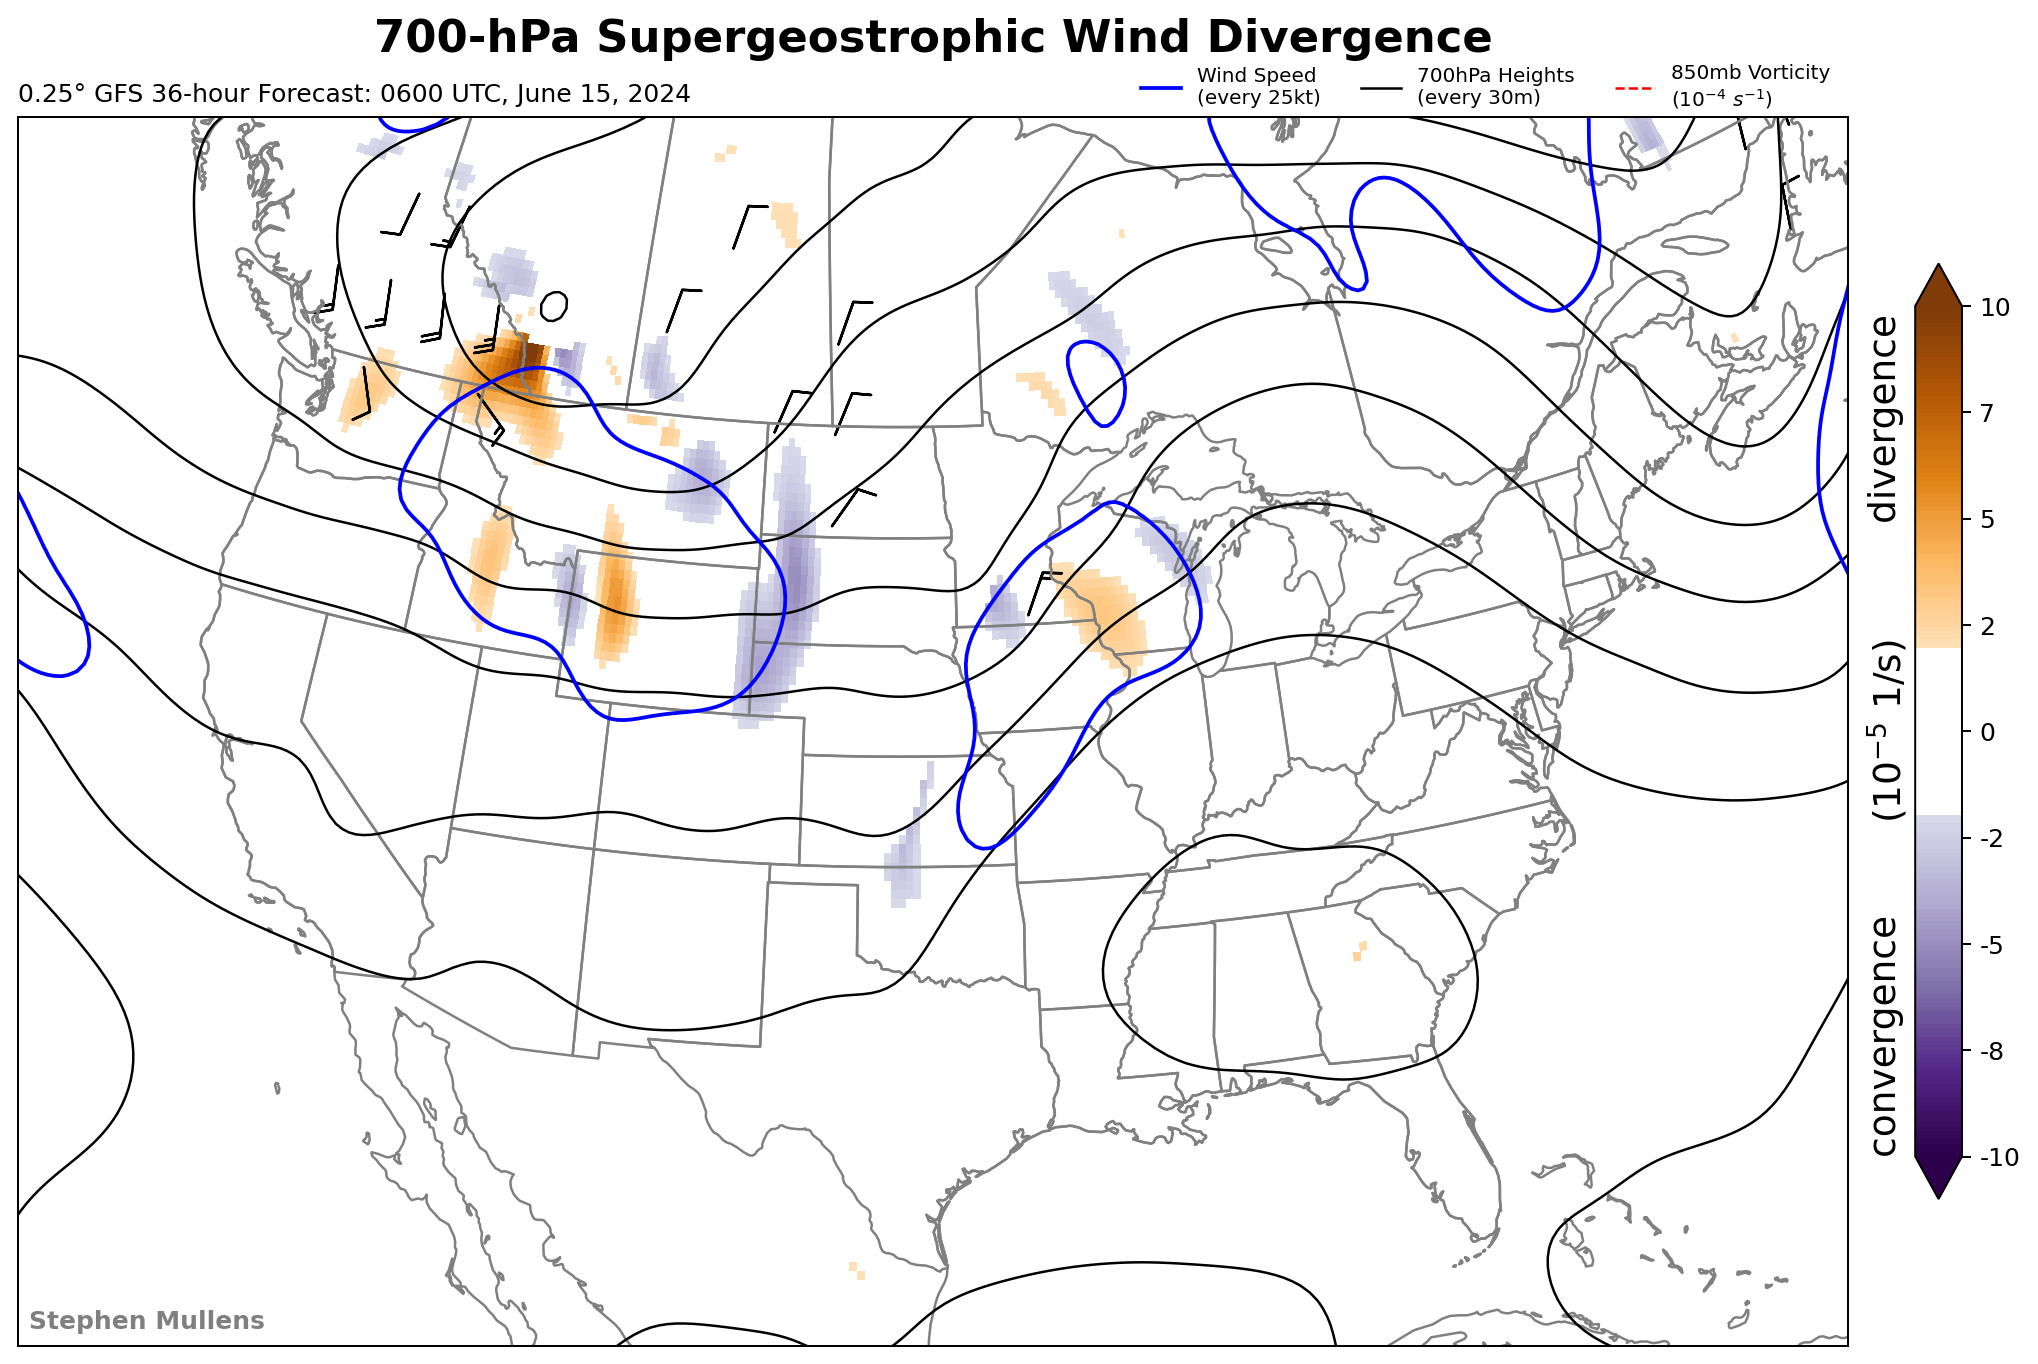 700-hPa Supergeostrophic Wind Divergence
0.25° GFS 36-hour Forecast: 0600 UTC, June 15, 2024
Wind Speed
(every 25kt)
700hPa Heights
(every 30m)
850mb Vorticity
(10⁻⁴ s⁻¹)
10
7
5
2
0
-2
-5
-8
-10
convergence (10⁻⁵ 1/s) divergence
Stephen Mullens